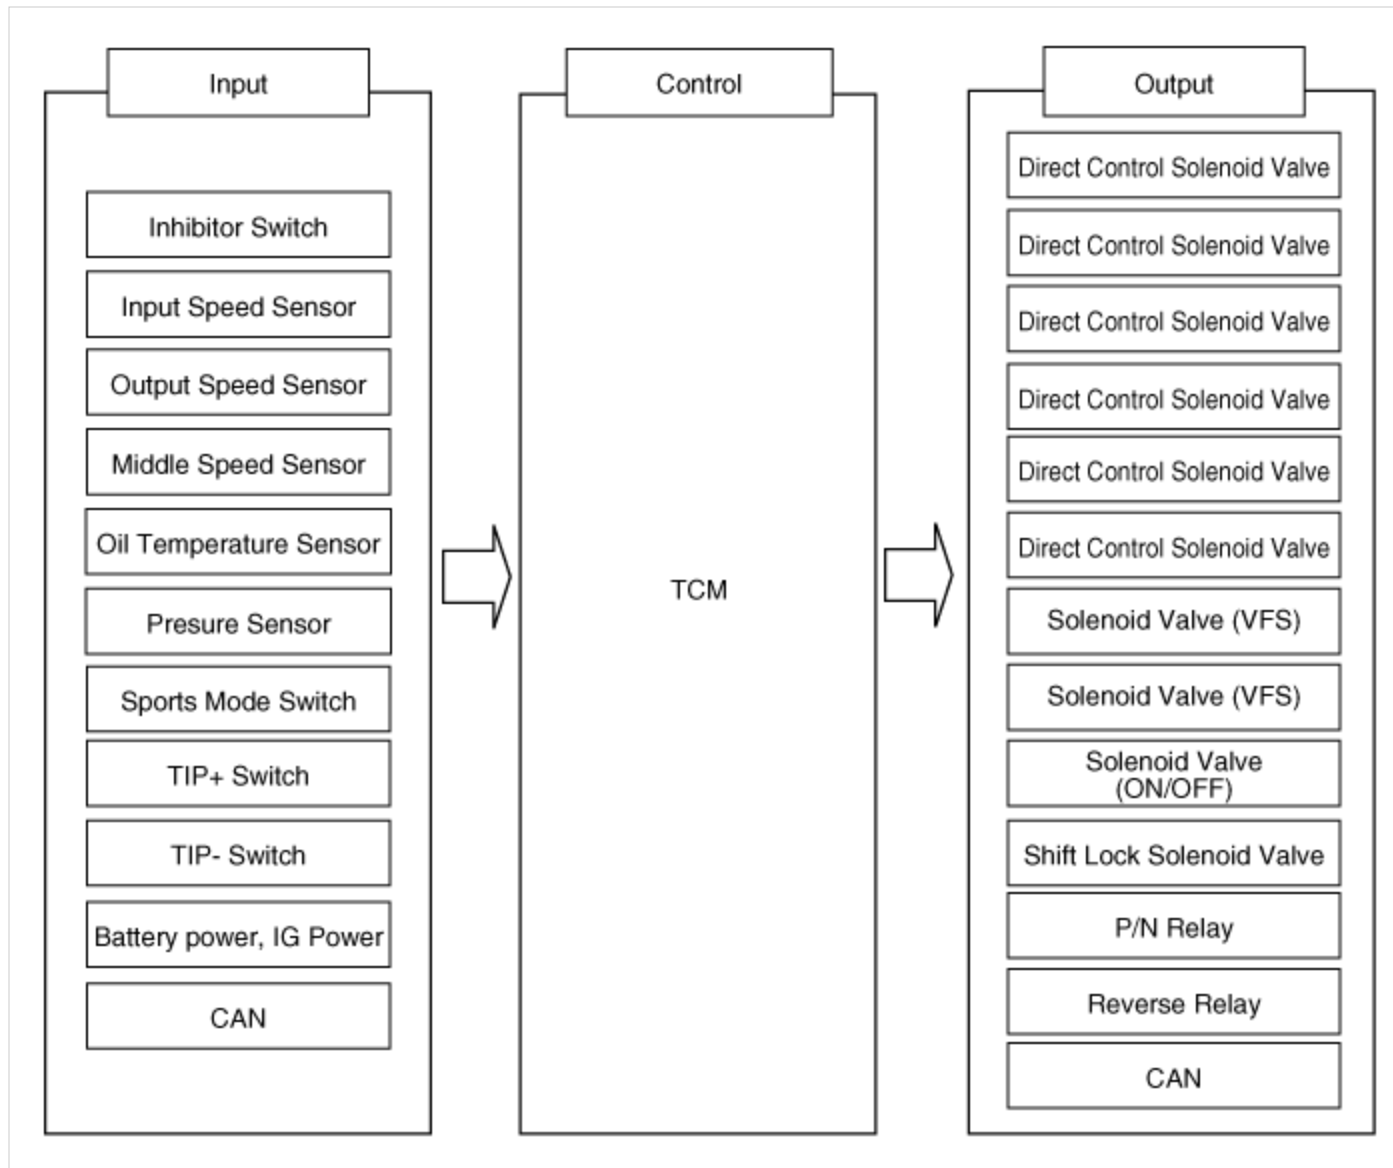 Input
Inhibitor Switch
Input Speed Sensor
Output Speed Sensor
Middle Speed Sensor
Oil Temperature Sensor
Presure Sensor
Sports Mode Switch
TIP+ Switch
TIP- Switch
Battery power, IG Power
CAN
Control
TCM
Output
Direct Control Solenoid Valve
Direct Control Solenoid Valve
Direct Control Solenoid Valve
Direct Control Solenoid Valve
Direct Control Solenoid Valve
Direct Control Solenoid Valve
Solenoid Valve (VFS)
Solenoid Valve (VFS)
Solenoid Valve
(ON/OFF)
Shift Lock Solenoid Valve
P/N Relay
Reverse Relay
CAN